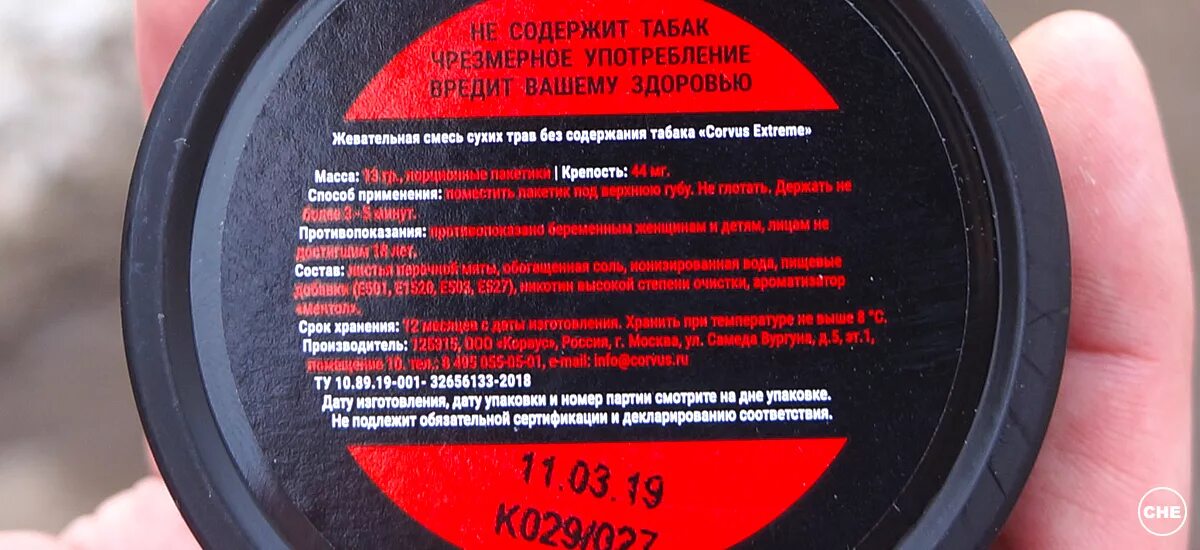 НЕ СОДЕРЖИТ ТАБАК
ЧРЕЗМЕРНОЕ УПОТРЕБЛЕНИЕ
ВРЕДИТ ВАШЕМУ ЗДОРОВЬЮ
Жевательная смесь сухих трав без содержания табака «Corvus Extreme»
Масса: 13 гр., порционные пакетики | Крепость: 44 мг.
Способ применения: поместить пакетик под верхнюю губу. Не глотать. Держать не
более 3 - 5 минут.
Противопоказания: противопоказано беременным женщинам и детям, лицам не
достигшим 18 лет.
Состав: листья перечной мяты, обогащенная соль, ионизированная вода, пищевые
добавки (E501, E1520, E503, E527), никотин высокой степени очистки, ароматизатор
«ментол».
Срок хранения: 12 месяцев с даты изготовления. Хранить при температуре не выше 8 °C.
Производитель: 125315, ООО «Корвус», Россия, г. Москва, ул. Самеда Вургуна, д.5, эт.1,
помещение 10. тел.: 8 495 055-05-01, e-mail: info@corvus.ru
ТУ 10.89.19-001- 32656133-2018
Дату изготовления, дату упаковки и номер партии смотрите на дне упаковке.
Не подлежит обязательной сертификации и декларированию соответствия.
11.03.19
K029/027
CHE